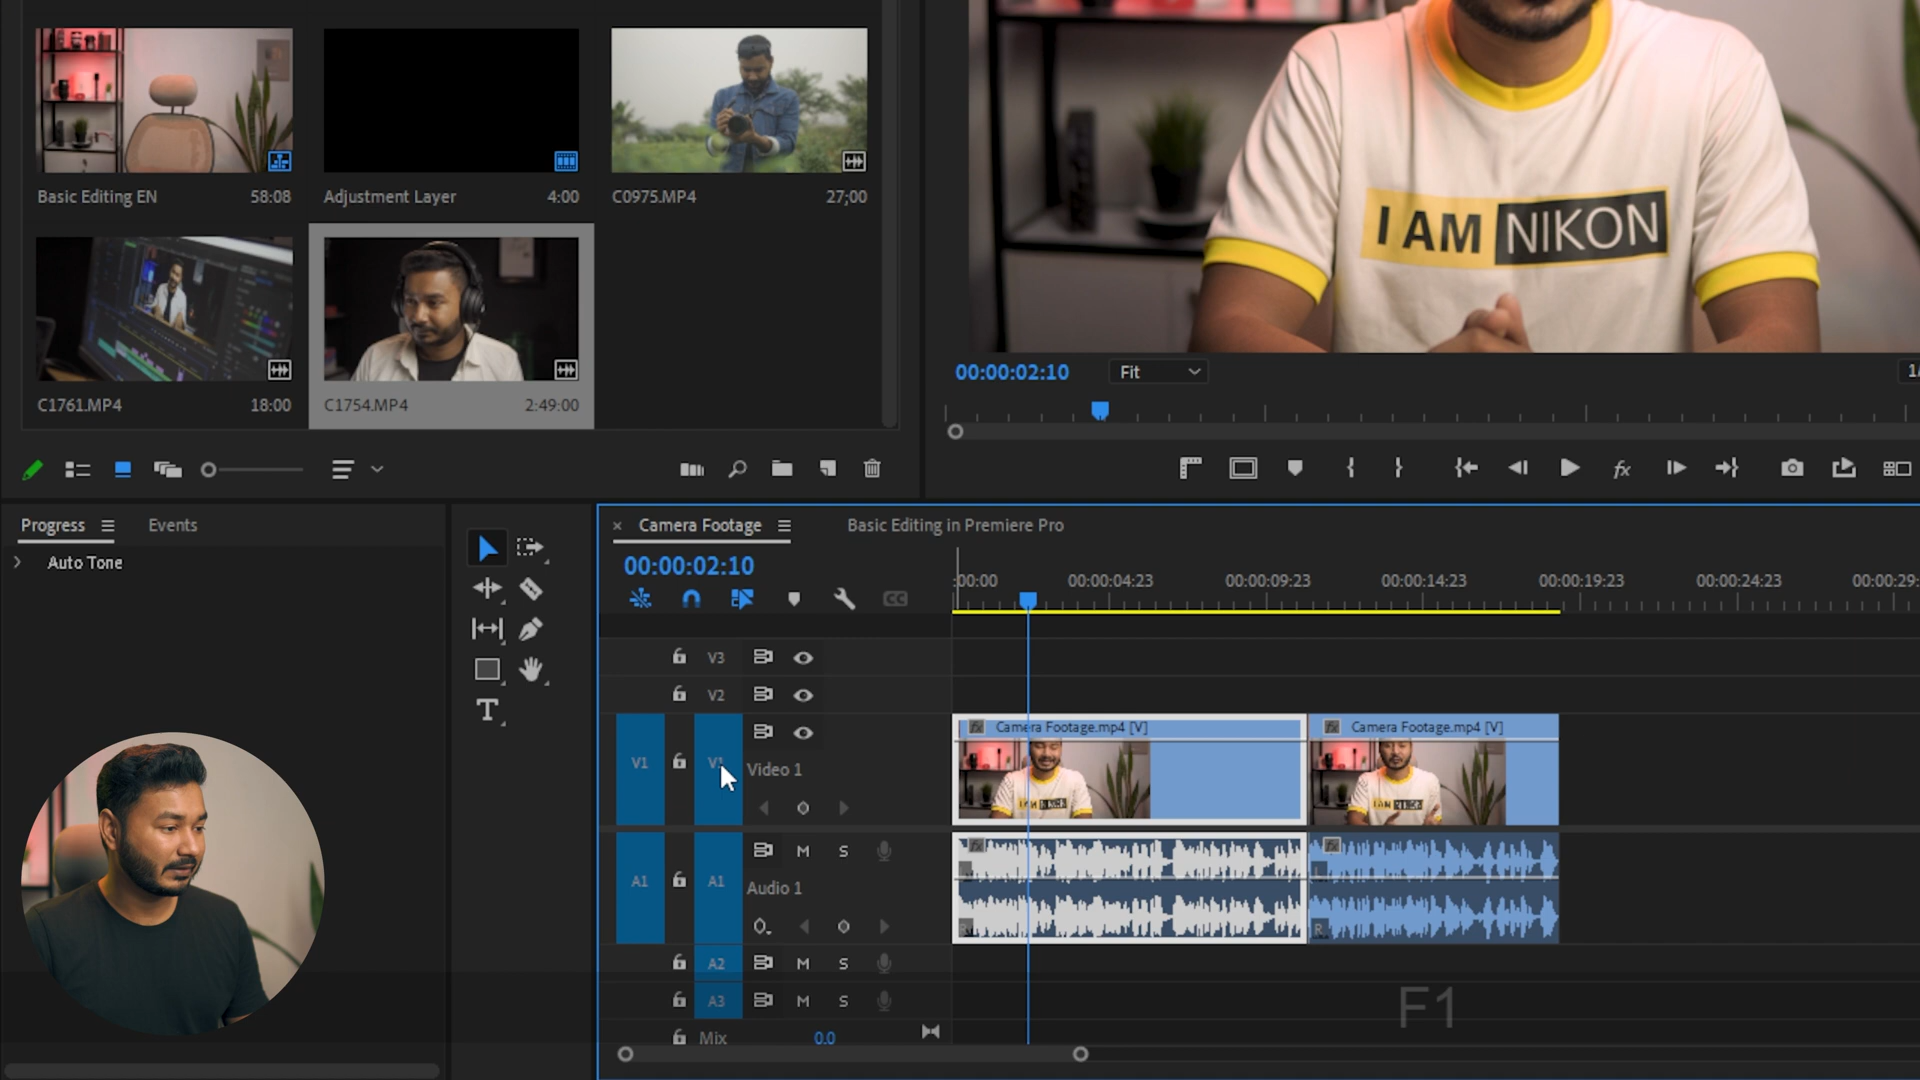 Basic Editing EN 58:08
Adjustment Layer 4:00
C0975.MP4 27;00
C1761.MP4 18:00
C1754.MP4 2:49:00
I AM NIKON
00:00:02:10 Fit
Progress Events
Auto Tone
Camera Footage Basic Editing in Premiere Pro
00:00:02:10
:00:00 00:00:04:23 00:00:09:23 00:00:14:23 00:00:19:23 00:00:24:23 00:00:29:
CC
V3
V2
V1 V1 Video 1
Camera Footage.mp4 [V] Camera Footage.mp4 [V]
A1 A1 M S
Audio 1
R
A2 M S
A3 M S
Mix 0.0
F1
T
fx